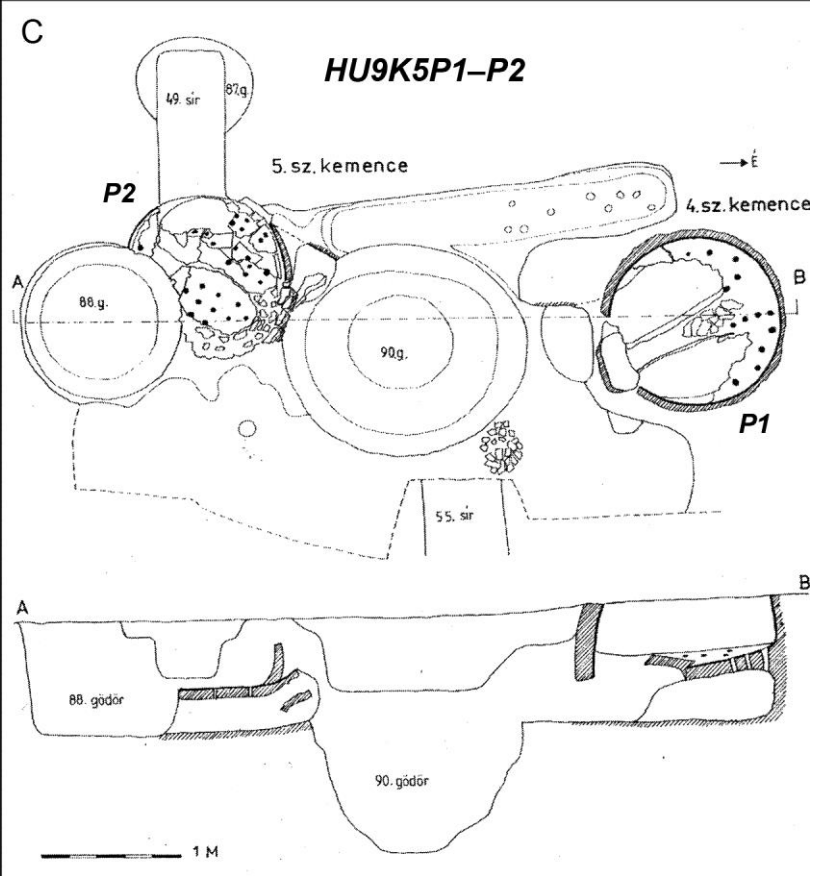 C
HU9K5P1–P2
49. sír
87.g.
5. sz. kemence
É
P2
4. sz. kemence
A
B
88.g.
90.g.
P1
55. sír
A
B
88. gödör
90. gödör
1 M